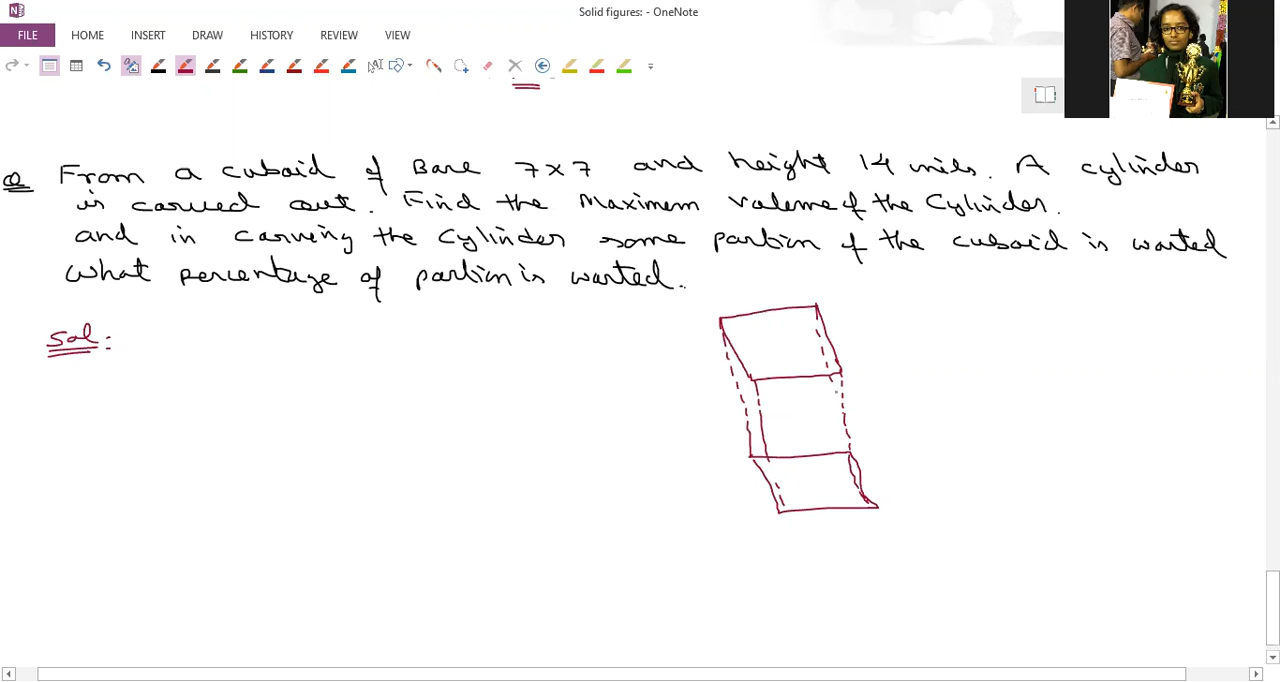 Solid figures: - OneNote
FILE HOME INSERT DRAW HISTORY REVIEW VIEW
Q From a cuboid of Base 7x7 and height 14 units. A cylinder
is carved out. Find the Maximum Volume of the Cylinder.
and in carving the Cylinder some portion of the cuboid is wasted
What percentage of portion is wasted.
Sol: